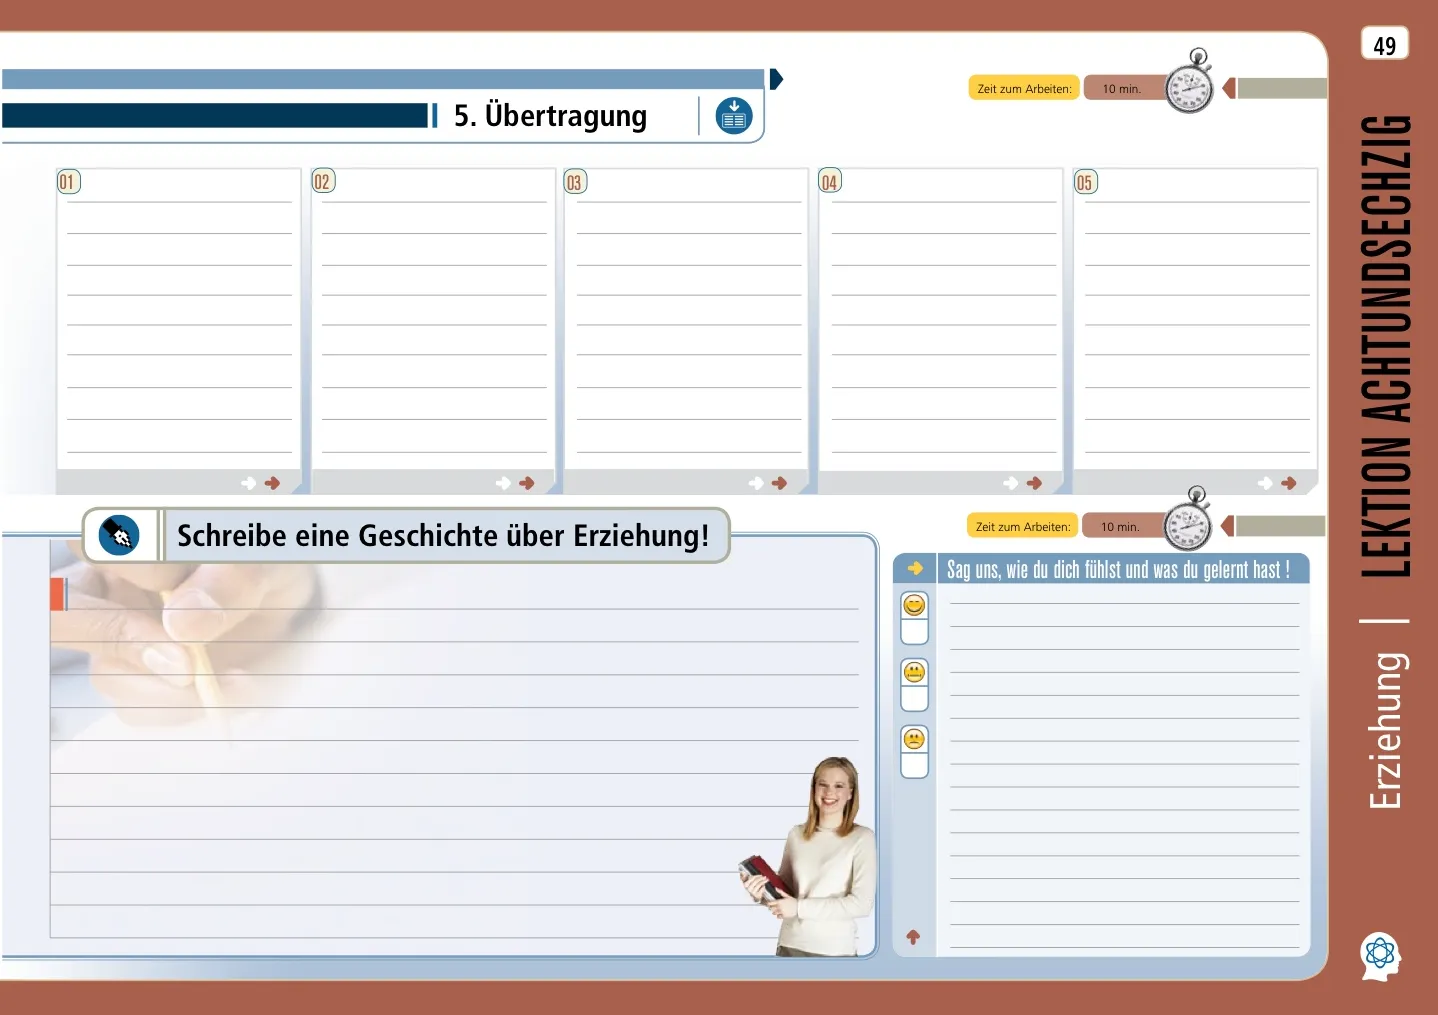 49
5. Übertragung
Zeit zum Arbeiten: 10 min.
01
02
03
04
05
Schreibe eine Geschichte über Erziehung!
Zeit zum Arbeiten: 10 min.
Sag uns, wie du dich fühlst und was du gelernt hast !
LEKTION ACHTUNDSECHZIG
Erziehung